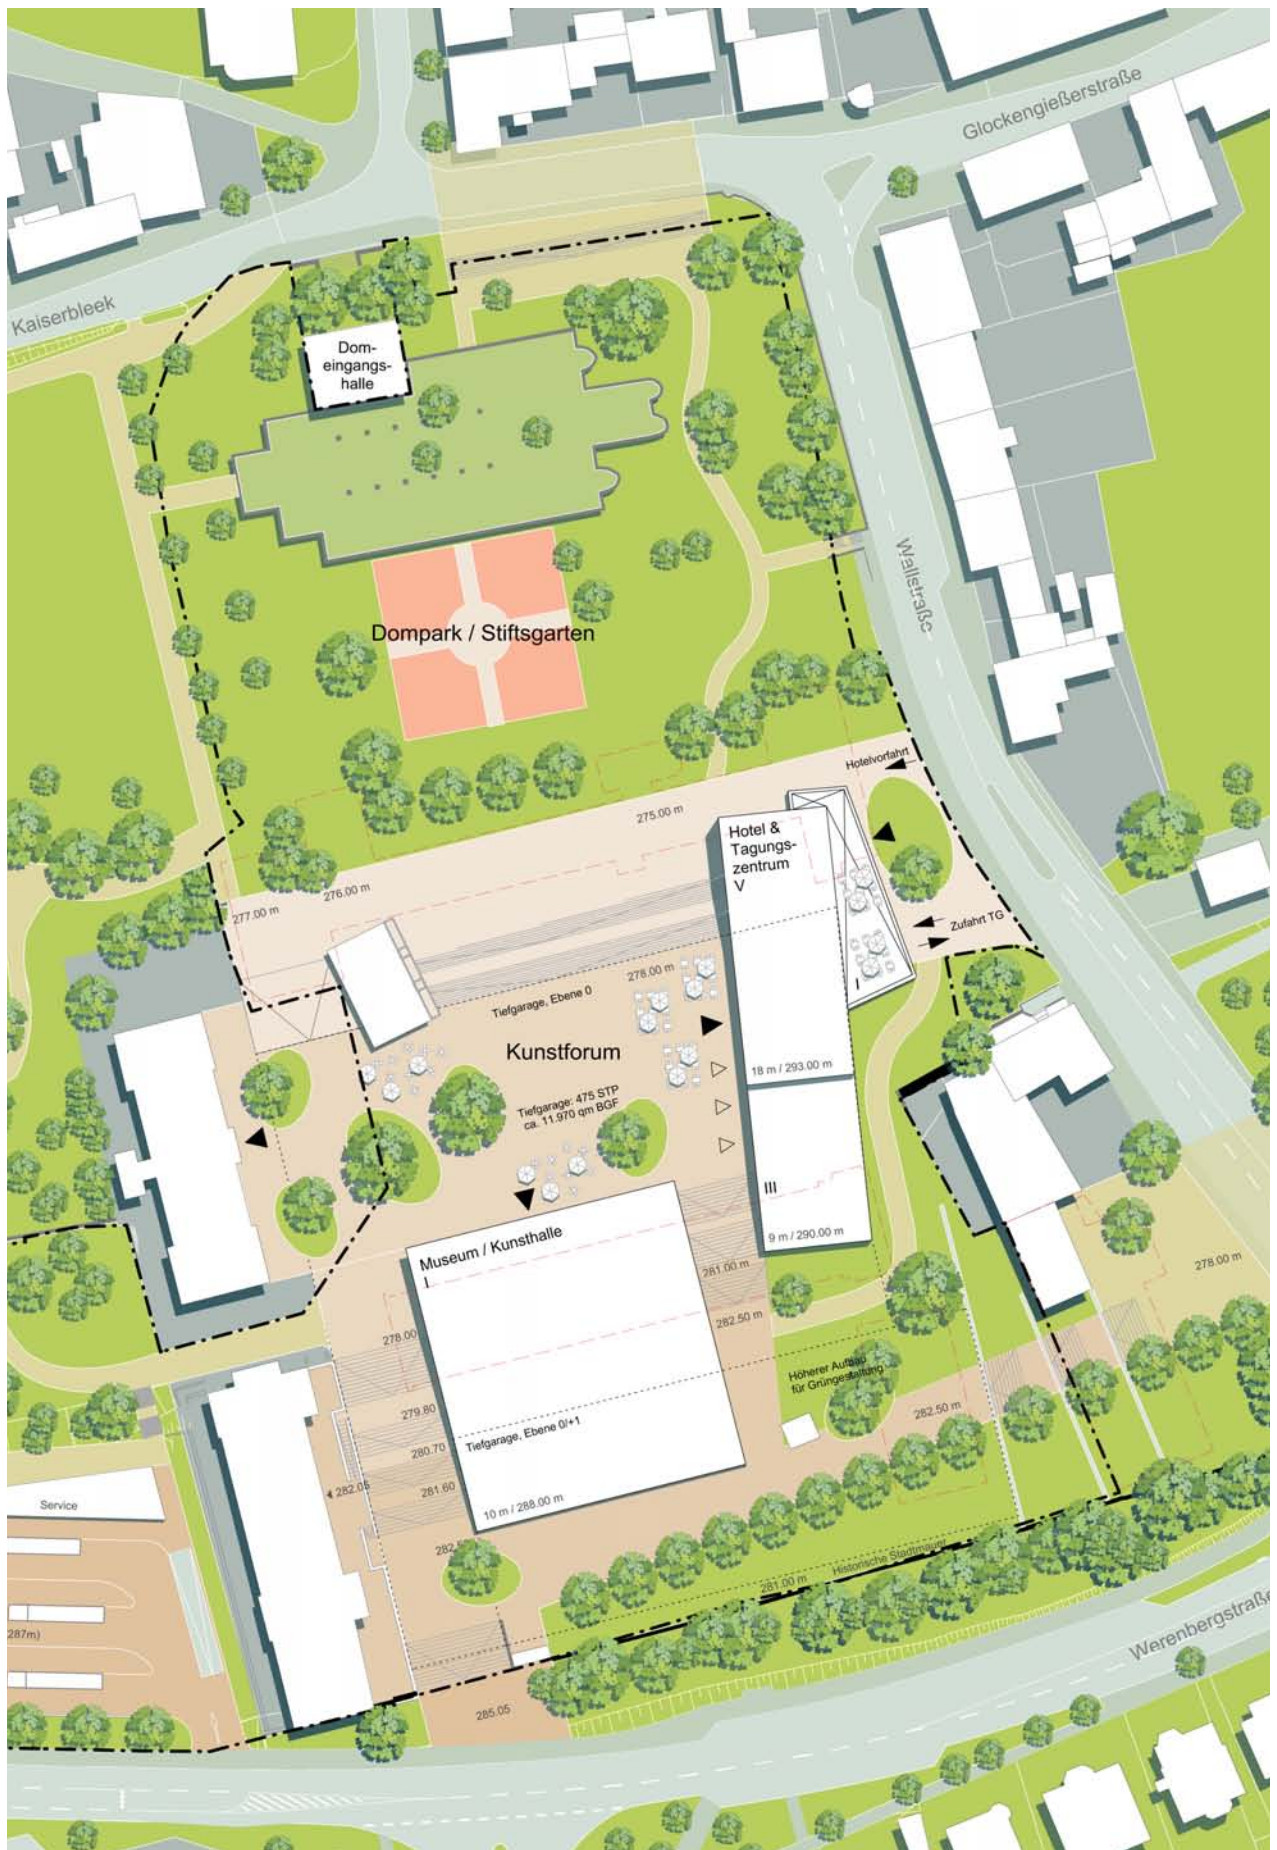 Glockengießerstraße
Kaiserbleek
Dom-
eingangs-
halle
Wallstraße
Dompark / Stiftsgarten
Hotelvorfahrt
275.00 m
Hotel &
Tagungs-
zentrum
V
276.00 m
277.00 m
Zufahrt TG
278.00 m
I
Tiefgarage, Ebene 0
Kunstforum
18 m / 293.00 m
Tiefgarage: 475 STP
ca. 11.970 qm BGF
III
9 m / 290.00 m
Museum / Kunsthalle
I
281.00 m
278.00 m
282.50 m
278.00
Höherer Aufbau
für Grüngestaltung
279.80
282.50 m
Tiefgarage, Ebene 0/+1
280.70
281.60
282.05
Service
10 m / 288.00 m
Historische Stadtmauer
281.00 m
287m)
Werenbergstraße
285.05